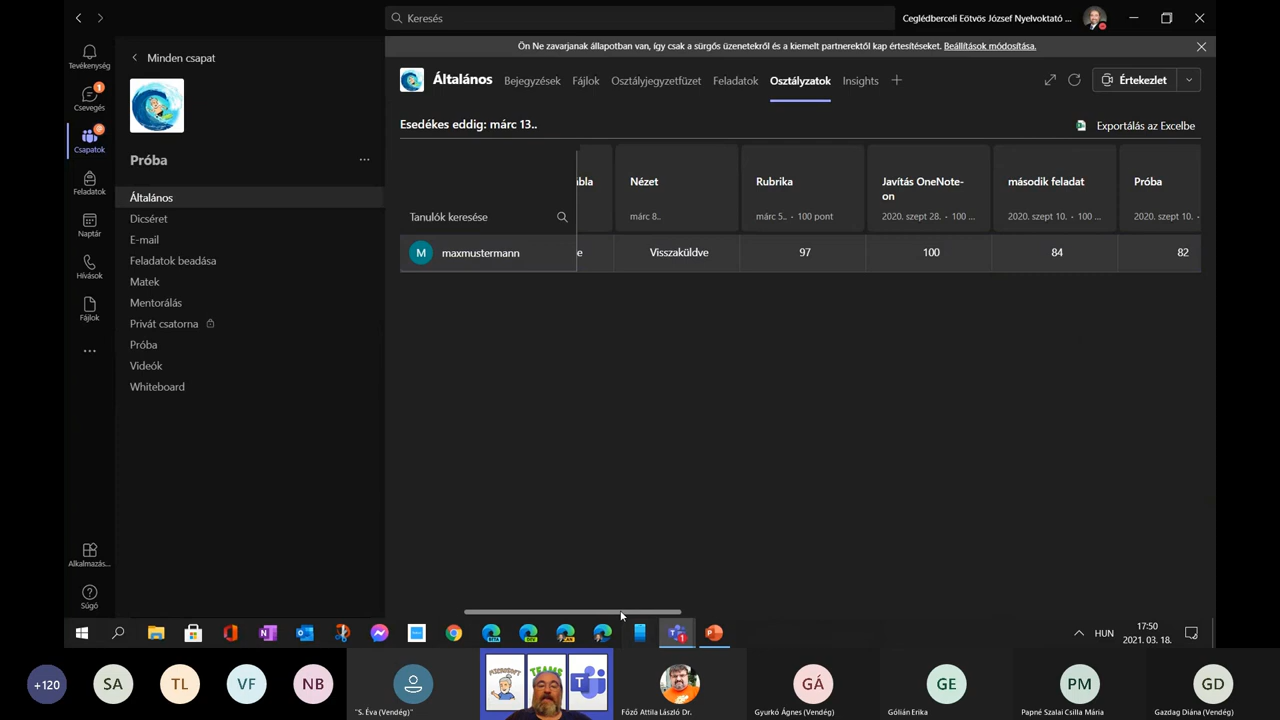 Keresés
Ceglédberceli Eötvös József Nyelvoktató ...
Ön Ne zavarjanak állapotban van, így csak a sürgős üzenetekről és a kiemelt partnerektől kap értesítéseket. Beállítások módosítása.
Tevékenység
Csevegés
1
Csapatok
Feladatok
Naptár
Hívások
Fájlok
Alkalmazás...
Súgó
Minden csapat
Próba
Általános
Dicséret
E-mail
Feladatok beadása
Matek
Mentorálás
Privát csatorna
Próba
Videók
Whiteboard
Általános Bejegyzések Fájlok Osztályjegyzetfüzet Feladatok Osztályzatok Insights
Értekezlet
Esedékes eddig: márc 13..
Exportálás az Excelbe
Tanulók keresése
bla
Nézet
márc 8..
Rubrika
márc 5.. • 100 pont
Javítás OneNote-
on
2020. szept 28. • 100 ...
második feladat
2020. szept 10. • 100 ...
Próba
2020. szept 10. •
M maxmustermann e Visszaküldve 97 100 84 82
HUN
17:50
2021. 03. 18.
+120 SA TL VF NB
"S. Éva (Vendég)"
MICROSOFT
TEAMS
Főző Attila László Dr.
GÁ
Gyurkó Ágnes (Vendég)
GE
Gólián Erika
PM
Papné Szalai Csilla Mária
GD
Gazdag Diána (Vendég)